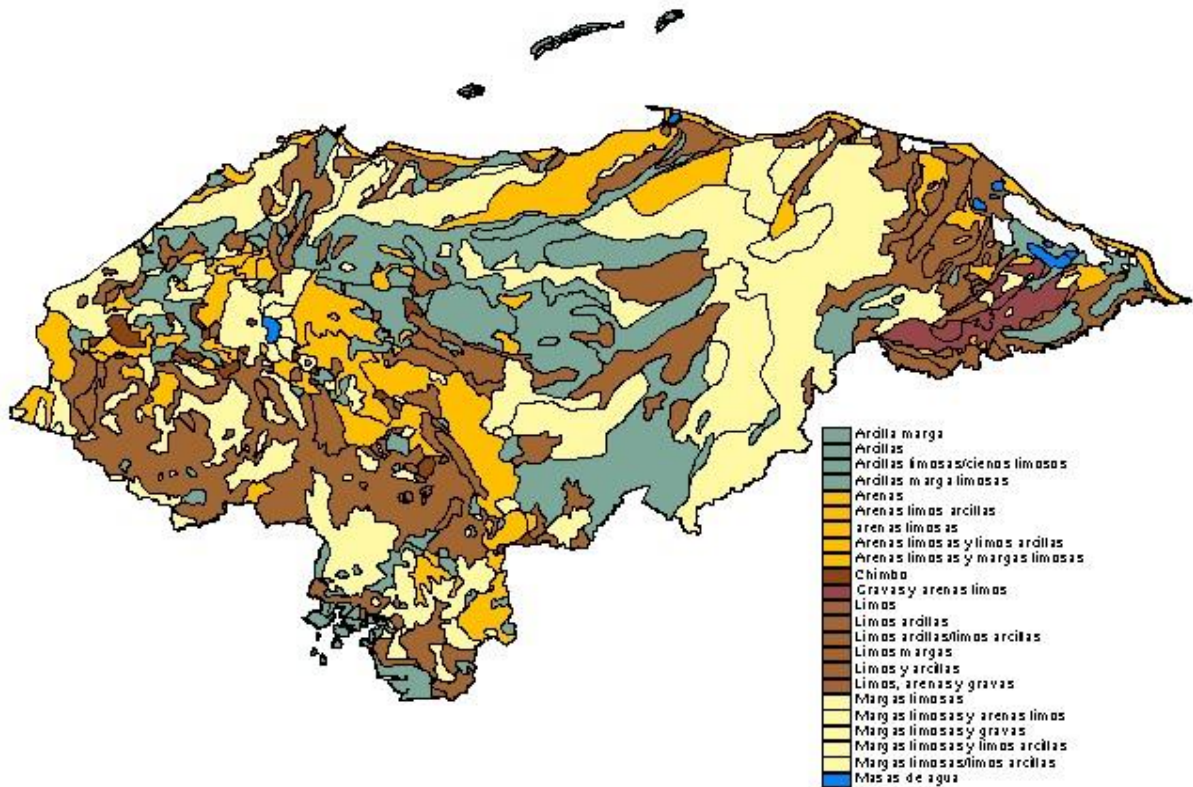 Arcilla marga
Arcillas
Arcillas limosas/cienos limosos
Arcillas marga limosas
Arenas
Arenas limos arcillas
arenas limosas
Arenas limosas y limos arcillas
Arenas limosas y margas limosas
Chimbo
Gravas y arenas limos
Limos
Limos arcillas
Limos arcillas/limos arcillas
Limos margas
Limos y arcillas
Limos, arenas y gravas
Margas limosas
Margas limosas y arenas limos
Margas limosas y gravas
Margas limosas y limos arcillas
Margas limosas/limos arcillas
Masas de agua